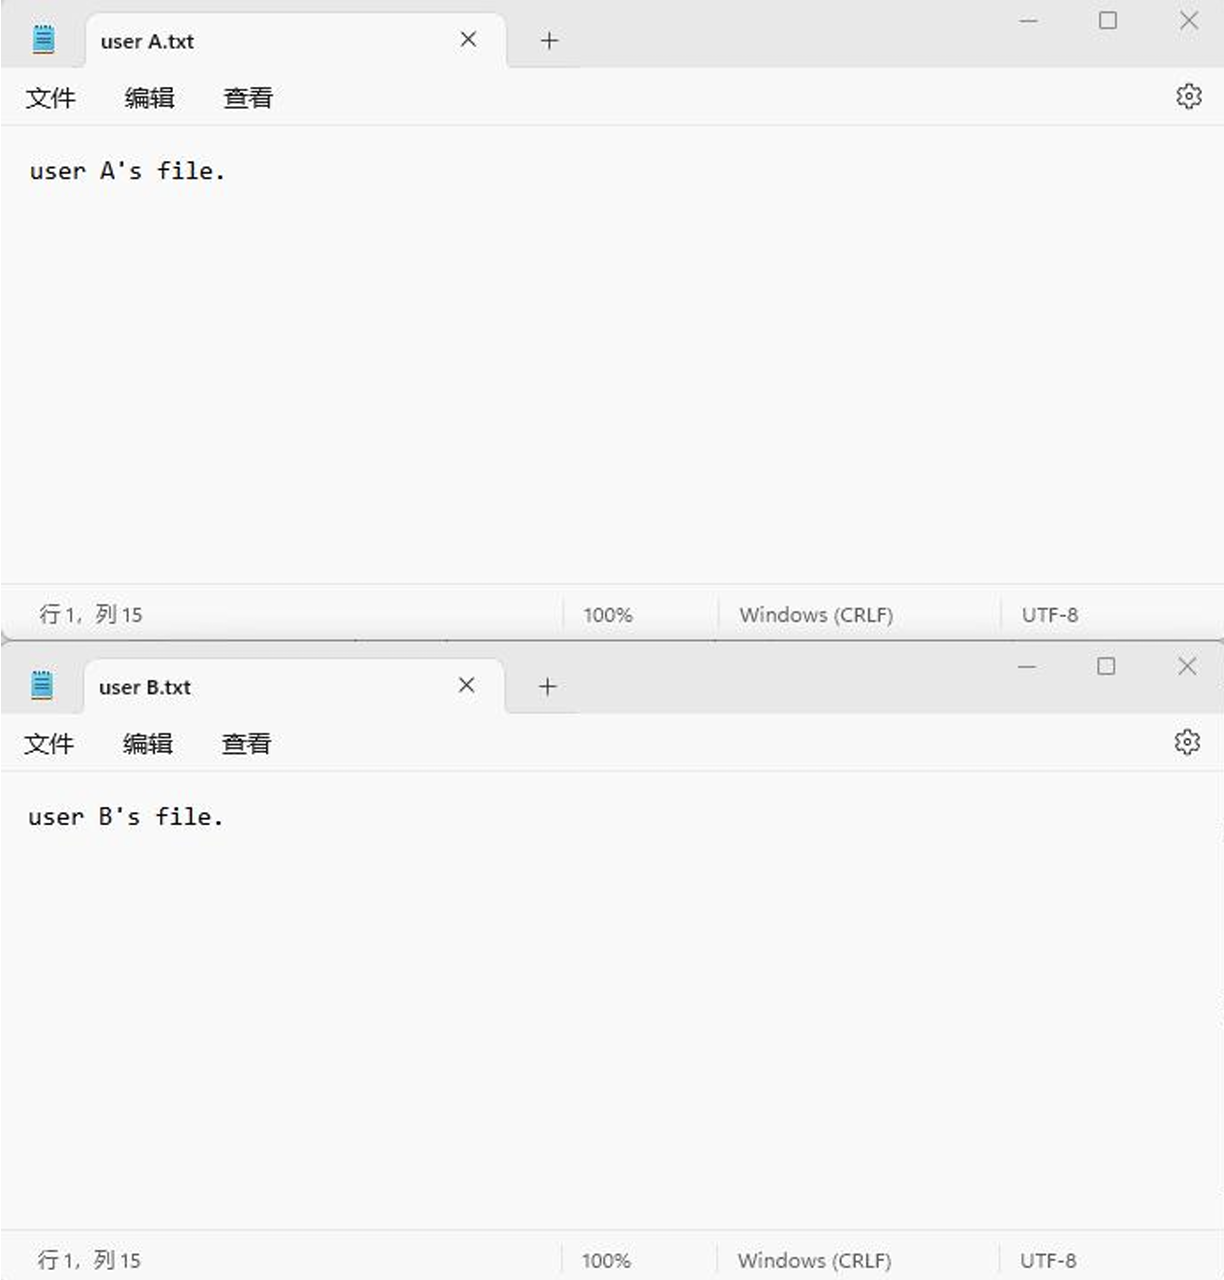 user A.txt
文件 编辑 查看
user A's file.
行 1, 列 15 100% Windows (CRLF) UTF-8
user B.txt
文件 编辑 查看
user B's file.
行 1, 列 15 100% Windows (CRLF) UTF-8